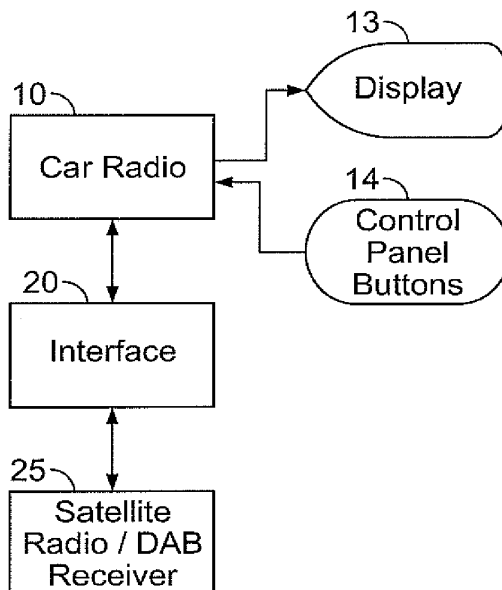 13
Display
10
Car Radio
14
Control
Panel
Buttons
20
Interface
25
Satellite
Radio / DAB
Receiver